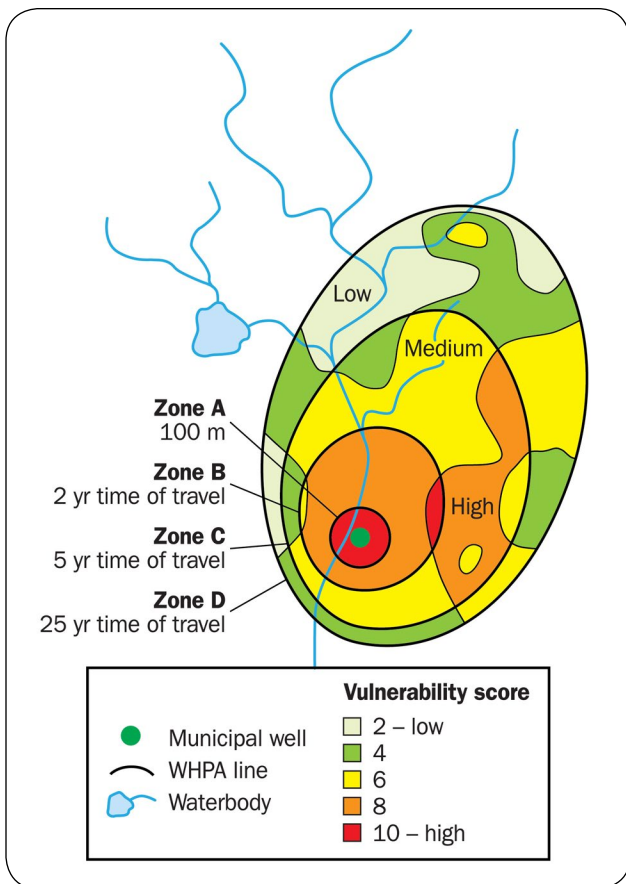 Low
Medium
Zone A
100 m
Zone B
2 yr time of travel
High
Zone C
5 yr time of travel
Zone D
25 yr time of travel
Vulnerability score
Municipal well
WHPA line
Waterbody
2 – low
4
6
8
10 – high